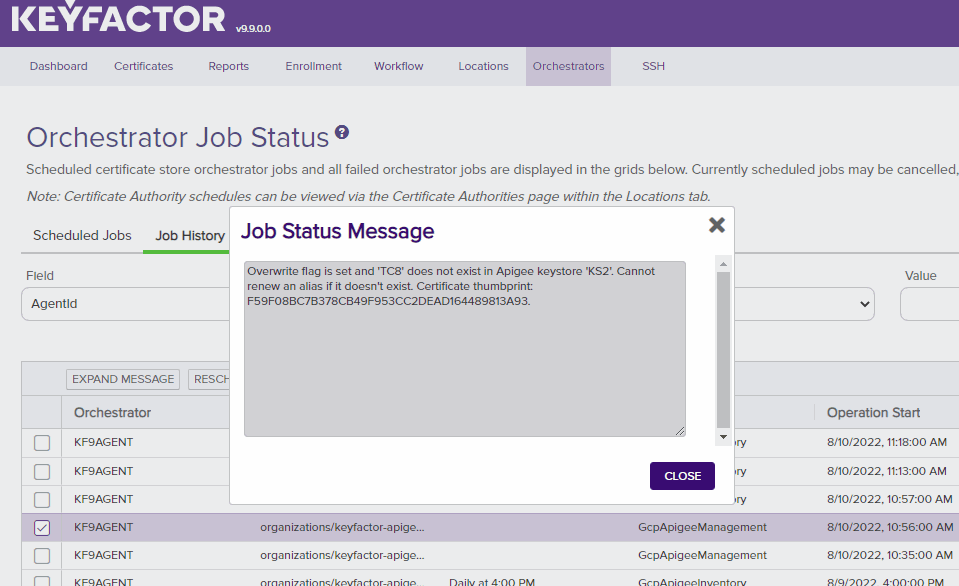 KEYFACTOR v9.9.0.0
Dashboard Certificates Reports Enrollment Workflow Locations Orchestrators SSH
Orchestrator Job Status ?
Scheduled certificate store orchestrator jobs and all failed orchestrator jobs are displayed in the grids below. Currently scheduled jobs may be cancelled,
Note: Certificate Authority schedules can be viewed via the Certificate Authorities page within the Locations tab.
Scheduled Jobs Job History
Job Status Message
Overwrite flag is set and 'TC8' does not exist in Apigee keystore 'KS2'. Cannot
renew an alias if it doesn't exist. Certificate thumbprint:
F59F08BC7B378CB49F953CC2DEAD164489813A93.
CLOSE
Field Value
AgentId
EXPAND MESSAGE RESCH
Orchestrator Operation Start
KF9AGENT ry 8/10/2022, 11:18:00 AM
KF9AGENT ry 8/10/2022, 11:13:00 AM
KF9AGENT ry 8/10/2022, 10:57:00 AM
KF9AGENT organizations/keyfactor-apige... GcpApigeeManagement 8/10/2022, 10:56:00 AM
KF9AGENT organizations/keyfactor-apige... GcpApigeeManagement 8/10/2022, 10:35:00 AM
KF9AGENT organizations/keyfactor-apige... Daily at 4:00 PM GcpApigeeInventory 8/9/2022, 4:00:00 PM